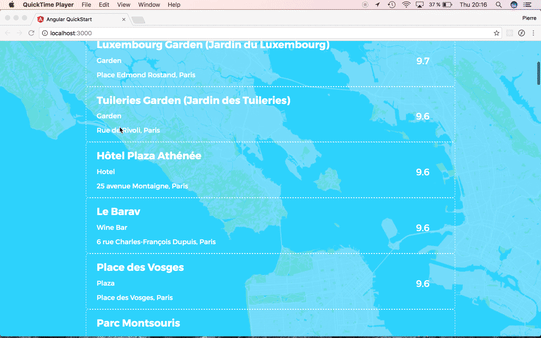 QuickTime Player File Edit View Window Help
37 % Thu 20:16
Angular QuickStart
Pierre
localhost:3000
Luxembourg Garden (Jardin du Luxembourg)
Garden
9.7
Place Edmond Rostand, Paris
Tuileries Garden (Jardin des Tuileries)
Garden
9.6
Rue de Rivoli, Paris
Hôtel Plaza Athénée
Hotel
9.6
25 avenue Montaigne, Paris
Le Barav
Wine Bar
9.6
6 rue Charles-François Dupuis, Paris
Place des Vosges
Plaza
9.6
Place des Vosges, Paris
Parc Montsouris